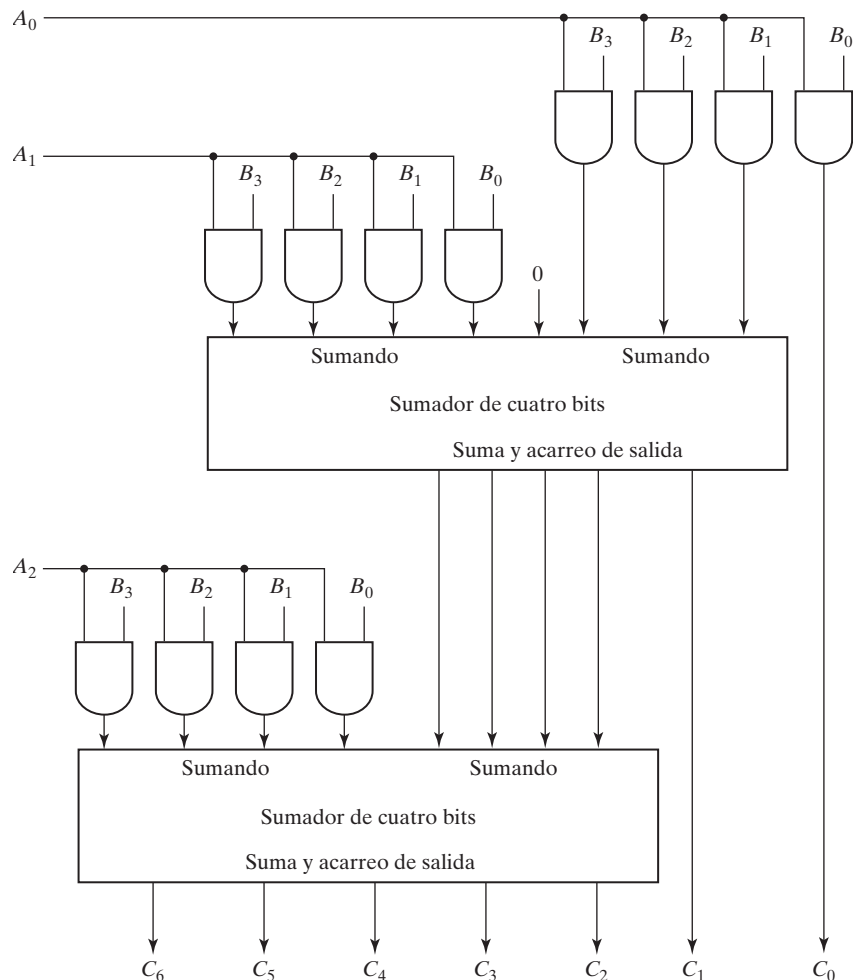 A₀
B₃ B₂ B₁ B₀
A₁
B₃ B₂ B₁ B₀
0
Sumando Sumando
Sumador de cuatro bits
Suma y acarreo de salida
A₂
B₃ B₂ B₁ B₀
Sumando Sumando
Sumador de cuatro bits
Suma y acarreo de salida
C₆ C₅ C₄ C₃ C₂ C₁ C₀